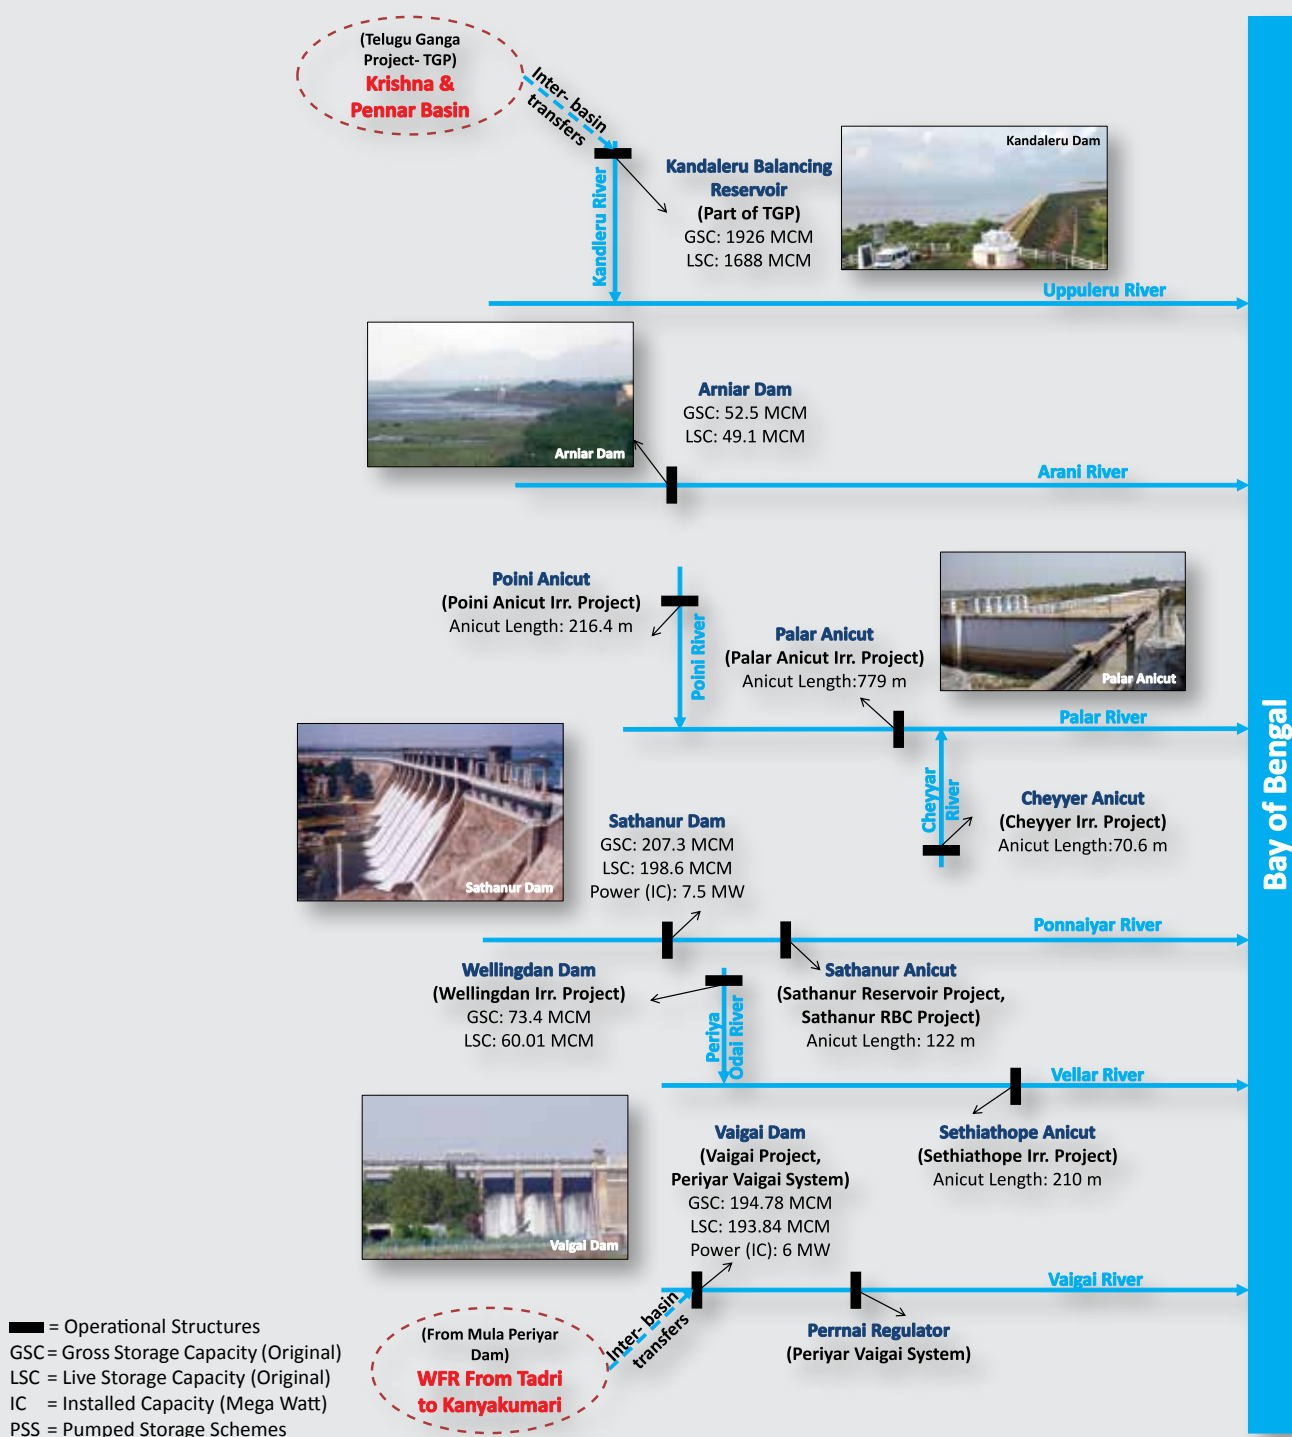 (Telugu Ganga
Project- TGP)
Krishna &
Pennar Basin
Inter- basin
transfers
Kandleru River
Kandaleru Balancing
Reservoir
(Part of TGP)
GSC: 1926 MCM
LSC: 1688 MCM
Kandaleru Dam
Uppuleru River
Arniar Dam
Arniar Dam
GSC: 52.5 MCM
LSC: 49.1 MCM
Arani River
Poini Anicut
(Poini Anicut Irr. Project)
Anicut Length: 216.4 m
Poini River
Palar Anicut
(Palar Anicut Irr. Project)
Anicut Length:779 m
Palar Anicut
Palar River
Cheyyar
River
Cheyyer Anicut
(Cheyyer Irr. Project)
Anicut Length:70.6 m
Sathanur Dam
Sathanur Dam
GSC: 207.3 MCM
LSC: 198.6 MCM
Power (IC): 7.5 MW
Ponnaiyar River
Wellingdan Dam
(Wellingdan Irr. Project)
GSC: 73.4 MCM
LSC: 60.01 MCM
Periya
Odai River
Sathanur Anicut
(Sathanur Reservoir Project,
Sathanur RBC Project)
Anicut Length: 122 m
Vellar River
Sethiathope Anicut
(Sethiathope Irr. Project)
Anicut Length: 210 m
Vaigai Dam
Vaigai Dam
(Vaigai Project,
Periyar Vaigai System)
GSC: 194.78 MCM
LSC: 193.84 MCM
Power (IC): 6 MW
Vaigai River
Perrnai Regulator
(Periyar Vaigai System)
Inter- basin
transfers
(From Mula Periyar
Dam)
WFR From Tadri
to Kanyakumari
Bay of Bengal
= Operational Structures
GSC = Gross Storage Capacity (Original)
LSC = Live Storage Capacity (Original)
IC = Installed Capacity (Mega Watt)
PSS = Pumped Storage Schemes